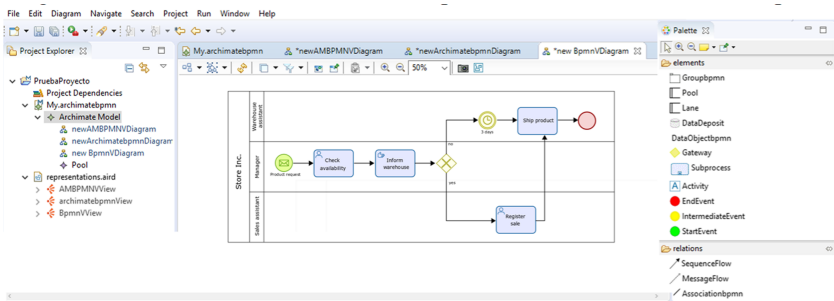 File Edit Diagram Navigate Search Project Run Window Help
Project Explorer
PruebaProyecto
Project Dependencies
My.archimatebpmn
Archimate Model
newAMBPMNVDiagram
newArchimatebpmnDiagram
new BpmnVDiagram
Pool
representations.aird
AMBPMNVView
archimatebpmnView
BpmnVView
My.archimatebpmn
*newAMBPMNVDiagram
*newArchimatebpmnDiagram
*new BpmnVDiagram
50%
Store Inc.
Warehouse
assistant
Manager
Sales assistant
Product request
Check
availability
Inform
warehouse
no
yes
3 days
Ship product
Register
sale
Palette
elements
Groupbpmn
Pool
Lane
DataDeposit
DataObjectbpmn
Gateway
Subprocess
A Activity
EndEvent
IntermediateEvent
StartEvent
relations
SequenceFlow
MessageFlow
Associationbpmn